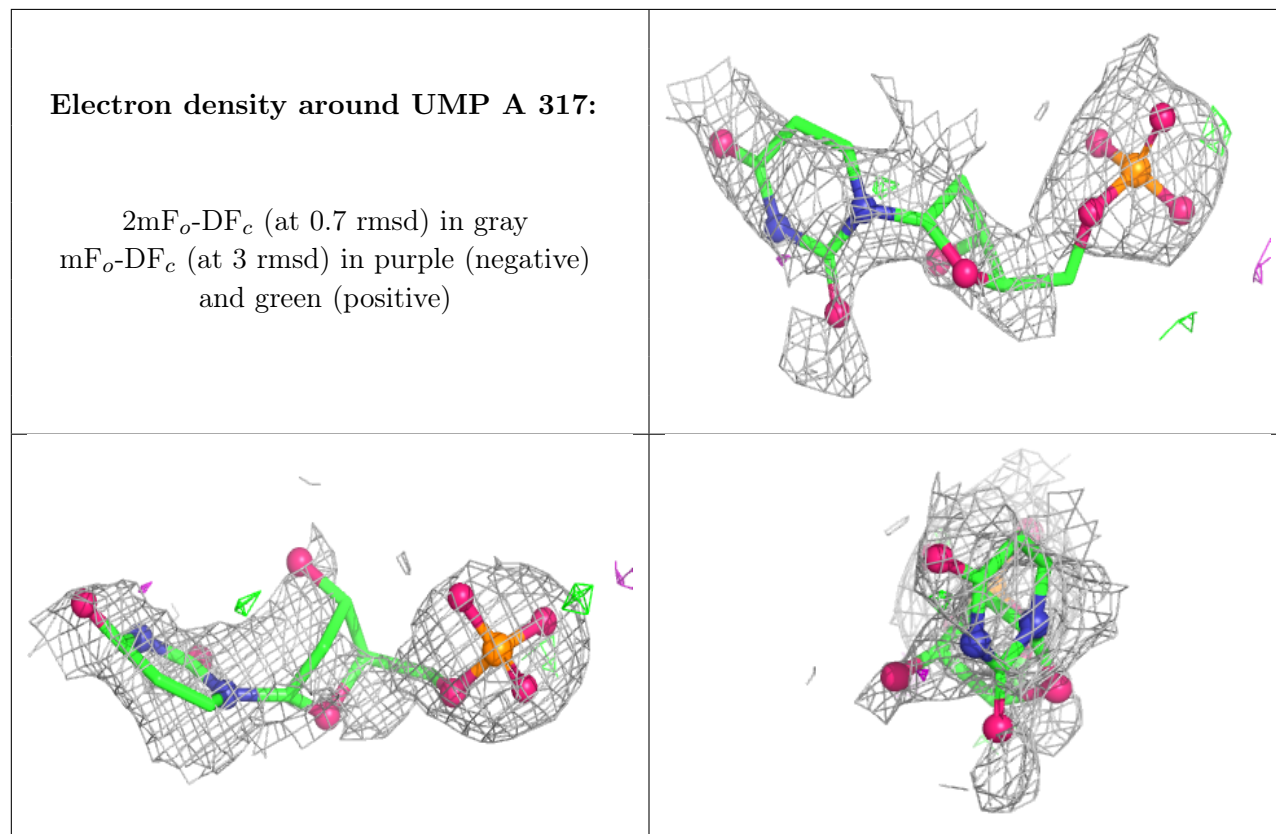 Electron density around UMP A 317:
2mFo-DFc (at 0.7 rmsd) in gray
mFo-DFc (at 3 rmsd) in purple (negative)
and green (positive)